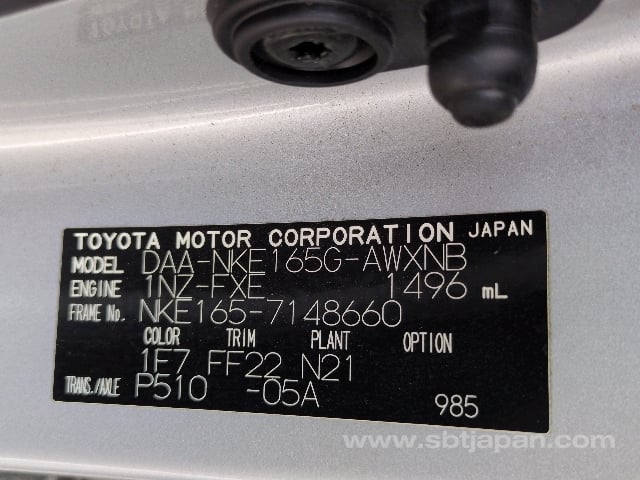 TOYOTA MOTOR CORPORATION JAPAN
MODEL DAA-NKE165G-AWXNB
ENGINE 1NZ-FXE 1496 mL
FRAME No. NKE165-7148660
COLOR TRIM PLANT OPTION
1F7 FF22 N21
TRANS./AXLE P510 -05A
985
www.sbtjapan.com